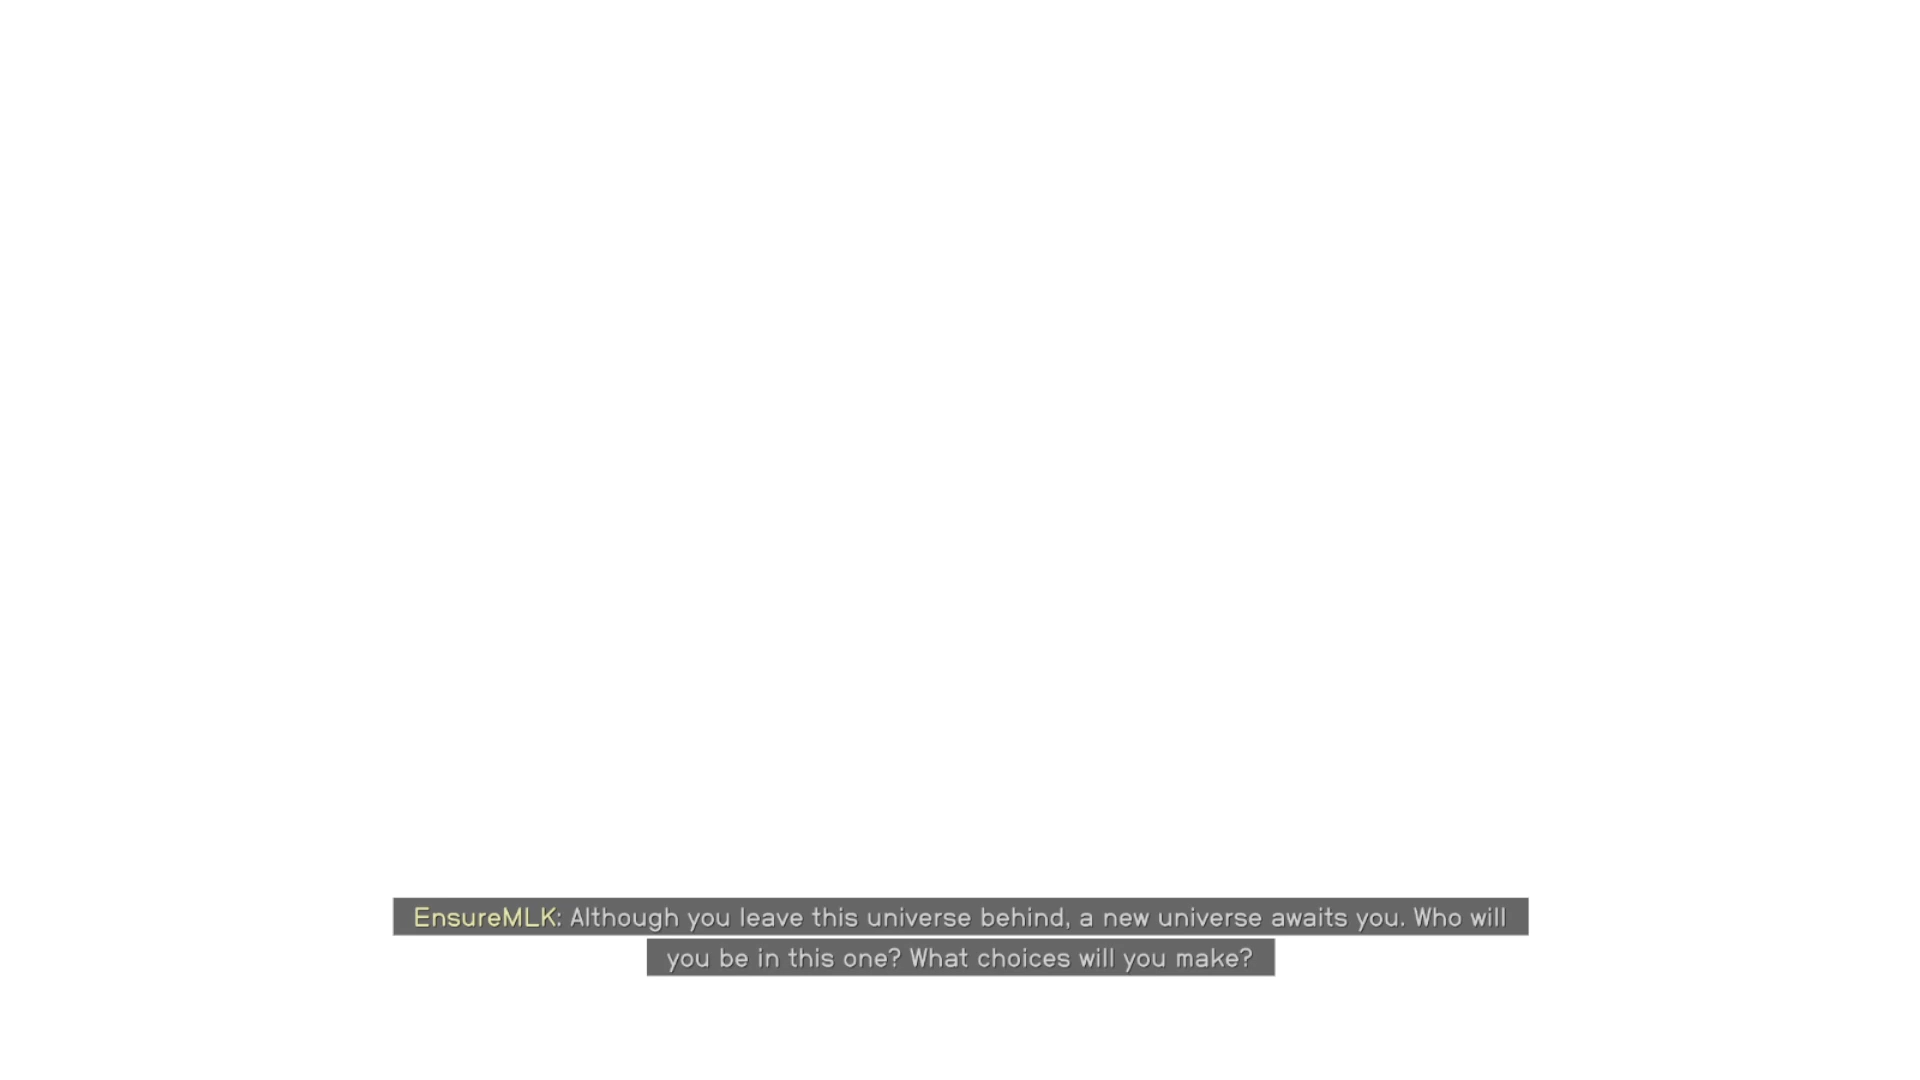 EnsureMLK: Although you leave this universe behind, a new universe awaits you. Who will
you be in this one? What choices will you make?